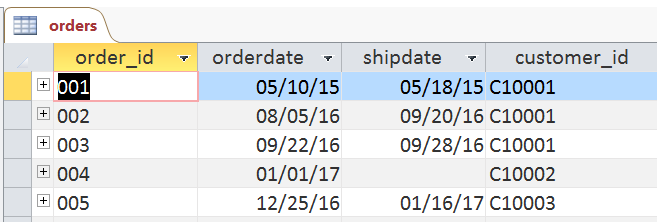 orders
order_id orderdate shipdate customer_id
001 05/10/15 05/18/15 C10001
002 08/05/16 09/20/16 C10001
003 09/22/16 09/28/16 C10001
004 01/01/17 C10002
005 12/25/16 01/16/17 C10003